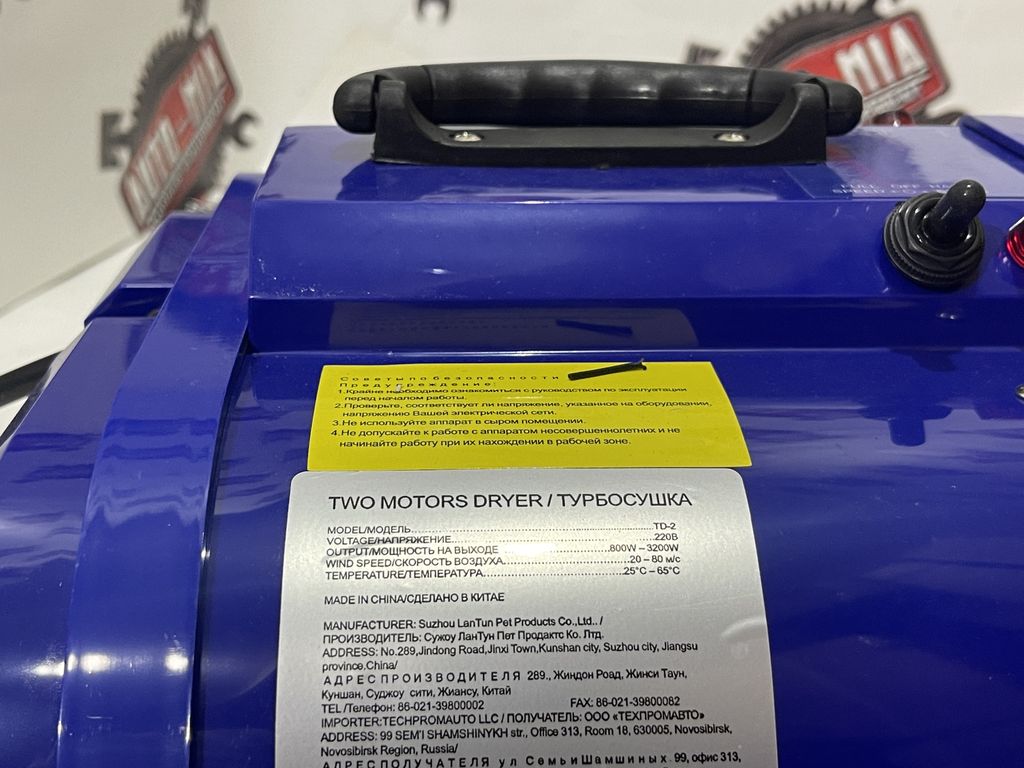 AUTO_MIA
MIA
FULL OFF
SPEED
Советы по безопасности
Предупреждение:
1.Крайне необходимо ознакомиться с руководством по эксплуатации
перед началом работы.
2.Проверьте, соответствует ли напряжение, указанное на оборудовании,
напряжению Вашей электрической сети.
3.Не используйте аппарат в сыром помещении.
4.Не допускайте к работе с аппаратом несовершеннолетних и не
начинайте работу при их нахождении в рабочей зоне.
TWO MOTORS DRYER / ТУРБОСУШКА
MODEL/МОДЕЛЬ...............................................TD-2
VOLTAGE/НАПРЯЖЕНИЕ.......................................220В
OUTPUT/МОЩНОСТЬ НА ВЫХОДЕ ......................800W – 3200W
WIND SPEED/СКОРОСТЬ ВОЗДУХА.........................20 – 80 м/с
TEMPERATURE/ТЕМПЕРАТУРА............................25°C – 65°C
MADE IN CHINA/СДЕЛАНО В КИТАЕ
MANUFACTURER: Suzhou LanTun Pet Products Co.,Ltd.. /
ПРОИЗВОДИТЕЛЬ: Сужоу ЛанТун Пет Продактс Ко. Лтд.
ADDRESS: No.289,Jindong Road,Jinxi Town,Kunshan city, Suzhou city, Jiangsu
province.China/
АДРЕС ПРОИЗВОДИТЕЛЯ 289., Жиндон Роад, Жинси Таун,
Куншан, Суджоу сити, Жиансу, Китай
TEL /Телефон: 86-021-39800002 FAX: 86-021-39800082
IMPORTER:TECHPROMAUTO LLC / ПОЛУЧАТЕЛЬ: ООО «ТЕХПРОМАВТО»
ADDRESS: 99 SEM'I SHAMSHINYKH str., Office 313, Room 18, 630005, Novosibirsk,
Novosibirsk Region, Russia/
АДРЕС ПОЛУЧАТЕЛЯ ул Семьи Шамшиных 99, офис 313,